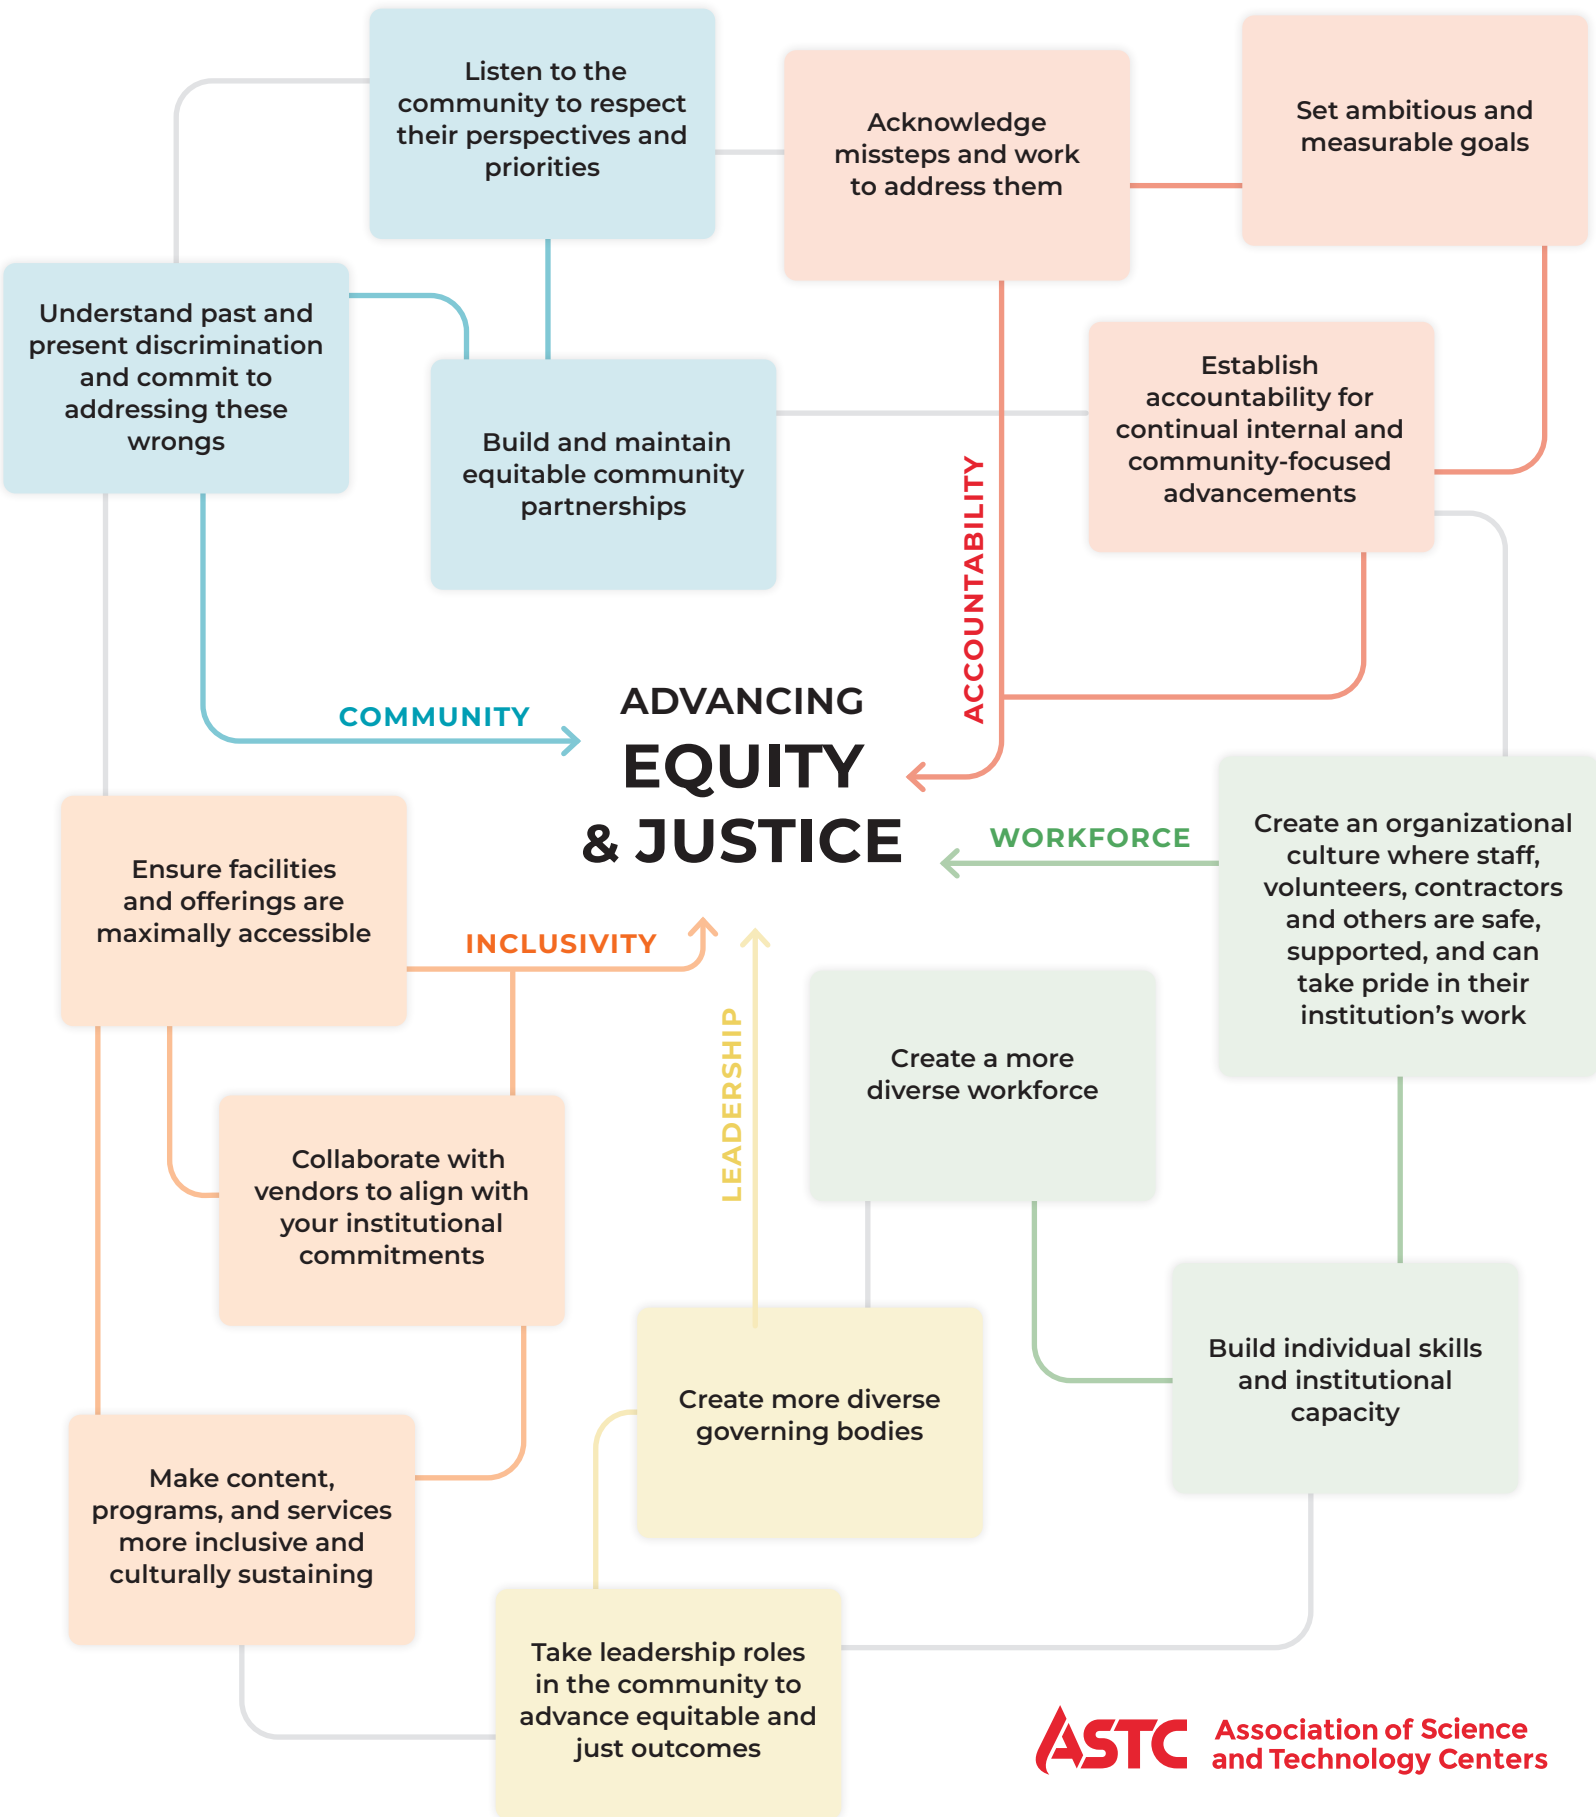 Listen to the
community to respect
their perspectives and
priorities
Acknowledge
missteps and work
to address them
Set ambitious and
measurable goals
Understand past and
present discrimination
and commit to
addressing these
wrongs
Build and maintain
equitable community
partnerships
Establish
accountability for
continual internal and
community-focused
advancements
ACCOUNTABILITY
COMMUNITY
ADVANCING
EQUITY
& JUSTICE
WORKFORCE
Create an organizational
culture where staff,
volunteers, contractors
and others are safe,
supported, and can
take pride in their
institution’s work
Ensure facilities
and offerings are
maximally accessible
INCLUSIVITY
LEADERSHIP
Create a more
diverse workforce
Collaborate with
vendors to align with
your institutional
commitments
Create more diverse
governing bodies
Build individual skills
and institutional
capacity
Make content,
programs, and services
more inclusive and
culturally sustaining
Take leadership roles
in the community to
advance equitable and
just outcomes
ASTC
Association of Science
and Technology Centers